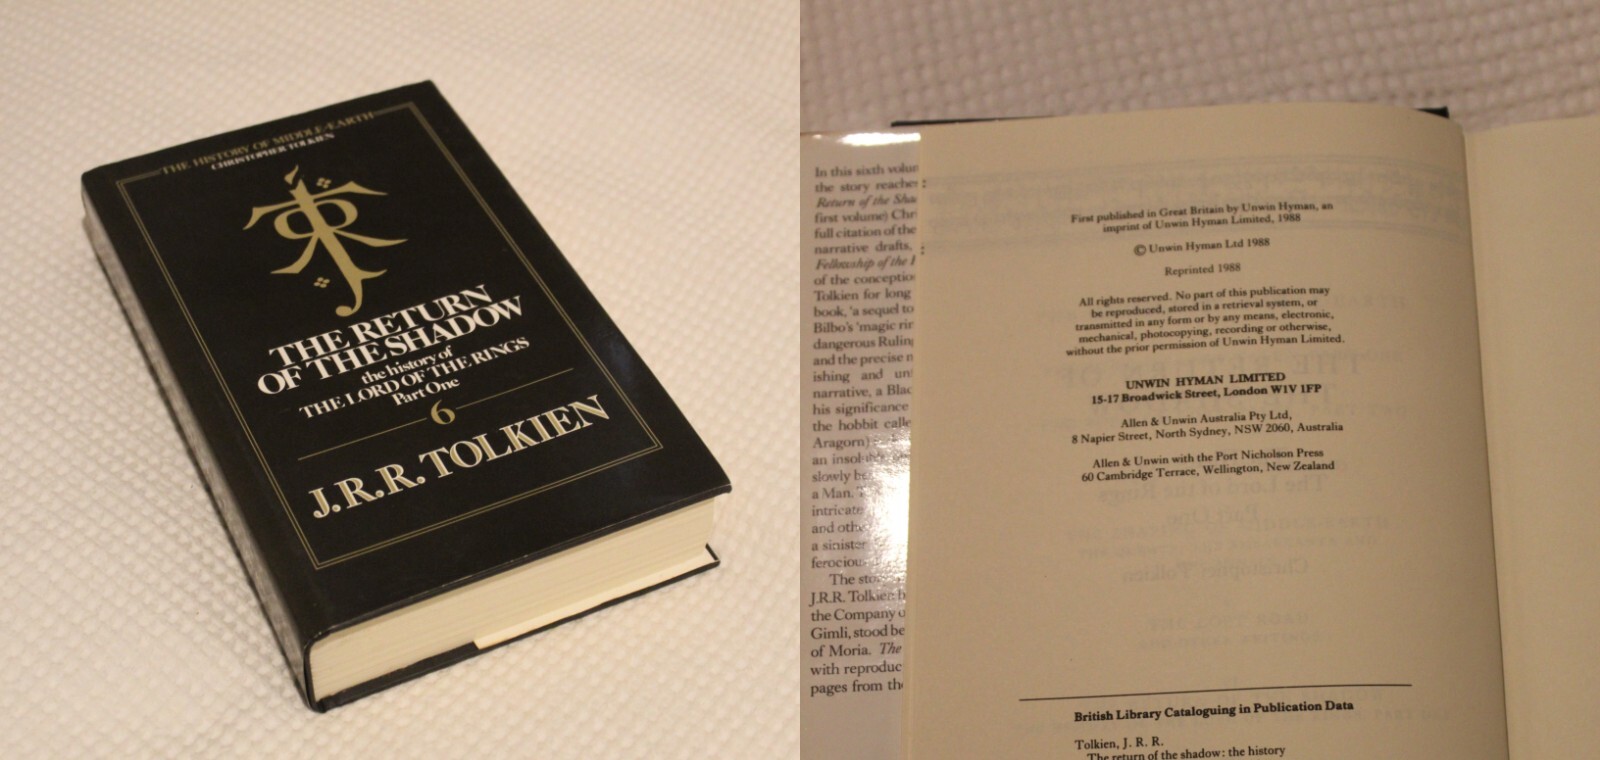 THE HISTORY OF MIDDLE-EARTH
CHRISTOPHER TOLKIEN
THE RETURN
OF THE SHADOW
the history of
THE LORD OF THE RINGS
Part One
6
J.R.R. TOLKIEN
In this sixth
the story reaches
Return of the
first volume)
full citation of the
narrative drafts,
of the
of the
Tolkien for long
book, 'a sequel to
Bilbo's 'magic
dangerous
and the precise
ishing and
narrative, a
his significance
the hobbit
Aragorn)
an
slowly
a Man.
and
a sinister
The
J.R.R. Tolkien
the Company
Gimli, stood
of Moria. The
with
pages from
First published in Great Britain by Unwin Hyman, an
imprint of Unwin Hyman Limited, 1988
© Unwin Hyman Ltd 1988
Reprinted 1988
All rights reserved. No part of this publication may
be reproduced, stored in a retrieval system, or
transmitted in any form or by any means, electronic,
mechanical, photocopying, recording or otherwise,
without the prior permission of Unwin Hyman Limited.
UNWIN HYMAN LIMITED
15-17 Broadwick Street, London W1V 1FP
Allen & Unwin Australia Pty Ltd,
8 Napier Street, North Sydney, NSW 2060, Australia
Allen & Unwin with the Port Nicholson Press
60 Cambridge Terrace, Wellington, New Zealand
British Library Cataloguing in Publication Data
Tolkien, J. R. R.
The return of the shadow: the history